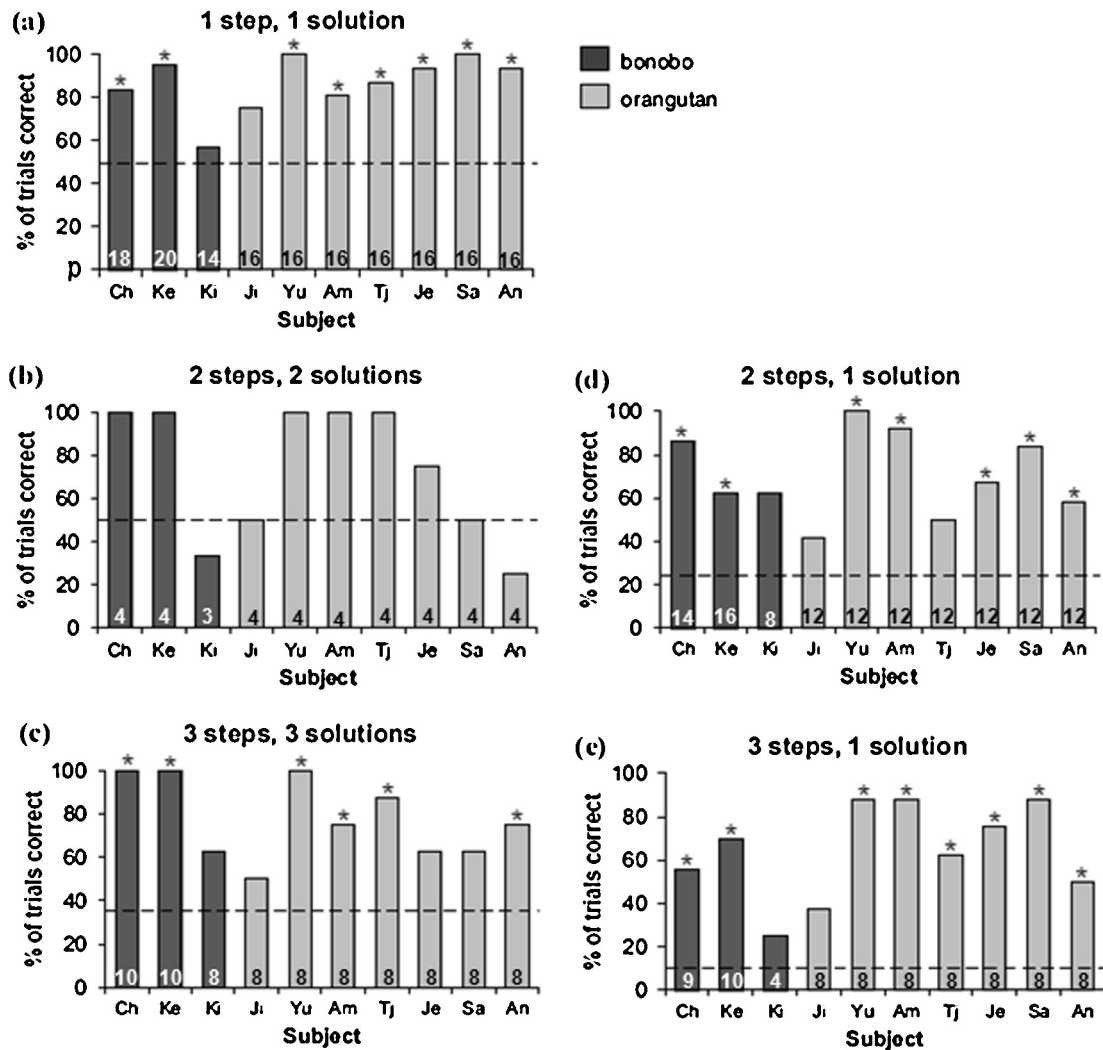 (a)
1 step, 1 solution
bonobo
orangutan
% of trials correct
100
80
60
40
20
p
* * * * * * * *
18 20 14 16 16 16 16 16 16 16
Ch Ke Ki Ji Yu Am Tj Je Sa An
Subject
(b)
2 steps, 2 solutions
% of trials correct
100
80
60
40
20
0
4 4 3 4 4 4 4 4 4 4
Ch Ke Ki Ji Yu Am Tj Je Sa An
Subject
(d)
2 steps, 1 solution
% of trials correct
100
80
60
40
20
0
* * * * * * *
14 16 8 12 12 12 12 12 12 12
Ch Ke Ki Ji Yu Am Tj Je Sa An
Subject
(c)
3 steps, 3 solutions
% of trials correct
100
80
60
40
20
0
* * * * * *
10 10 8 8 8 8 8 8 8 8
Ch Ke Ki Ji Yu Am Tj Je Sa An
Subject
(e)
3 steps, 1 solution
% of trials correct
100
80
60
40
20
0
* * * * * * * *
9 10 4 8 8 8 8 8 8 8
Ch Ke Ki Ji Yu Am Tj Je Sa An
Subject